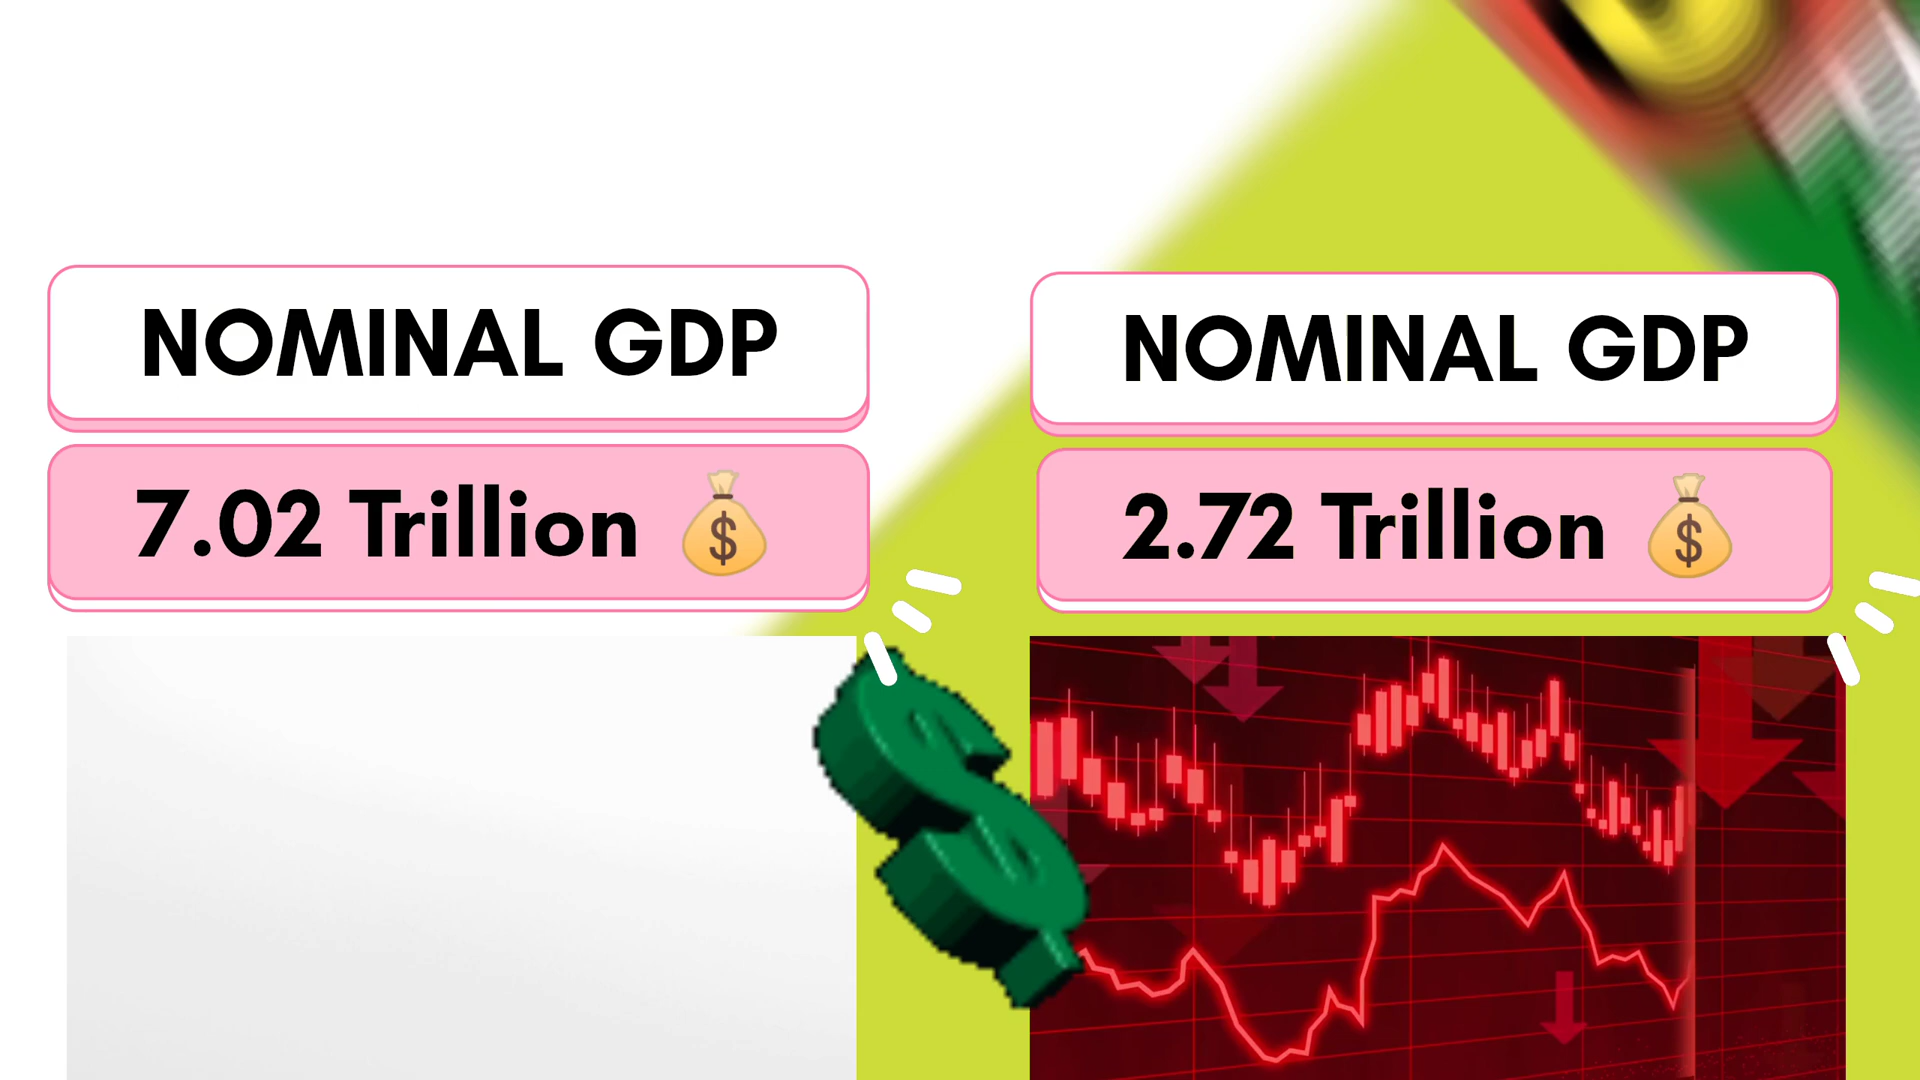 NOMINAL GDP
7.02 Trillion 💰
NOMINAL GDP
2.72 Trillion 💰